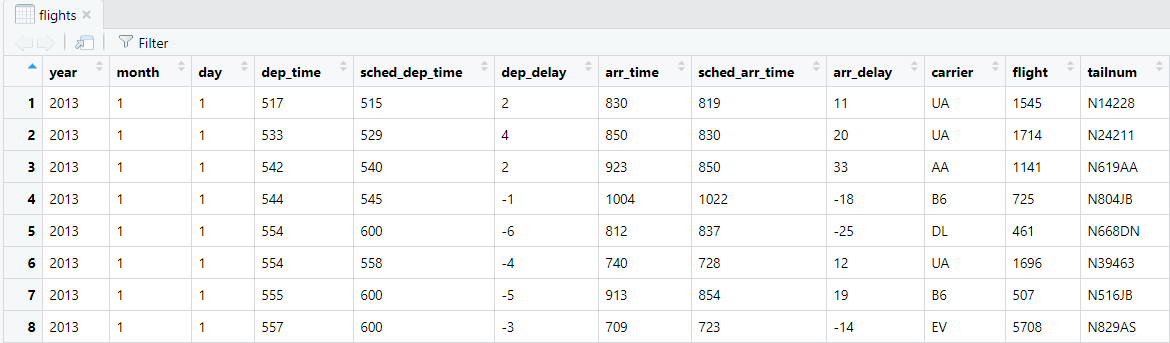 flights
Filter
year month day dep_time sched_dep_time dep_delay arr_time sched_arr_time arr_delay carrier flight tailnum
1 2013 1 1 517 515 2 830 819 11 UA 1545 N14228
2 2013 1 1 533 529 4 850 830 20 UA 1714 N24211
3 2013 1 1 542 540 2 923 850 33 AA 1141 N619AA
4 2013 1 1 544 545 -1 1004 1022 -18 B6 725 N804JB
5 2013 1 1 554 600 -6 812 837 -25 DL 461 N668DN
6 2013 1 1 554 558 -4 740 728 12 UA 1696 N39463
7 2013 1 1 555 600 -5 913 854 19 B6 507 N516JB
8 2013 1 1 557 600 -3 709 723 -14 EV 5708 N829AS